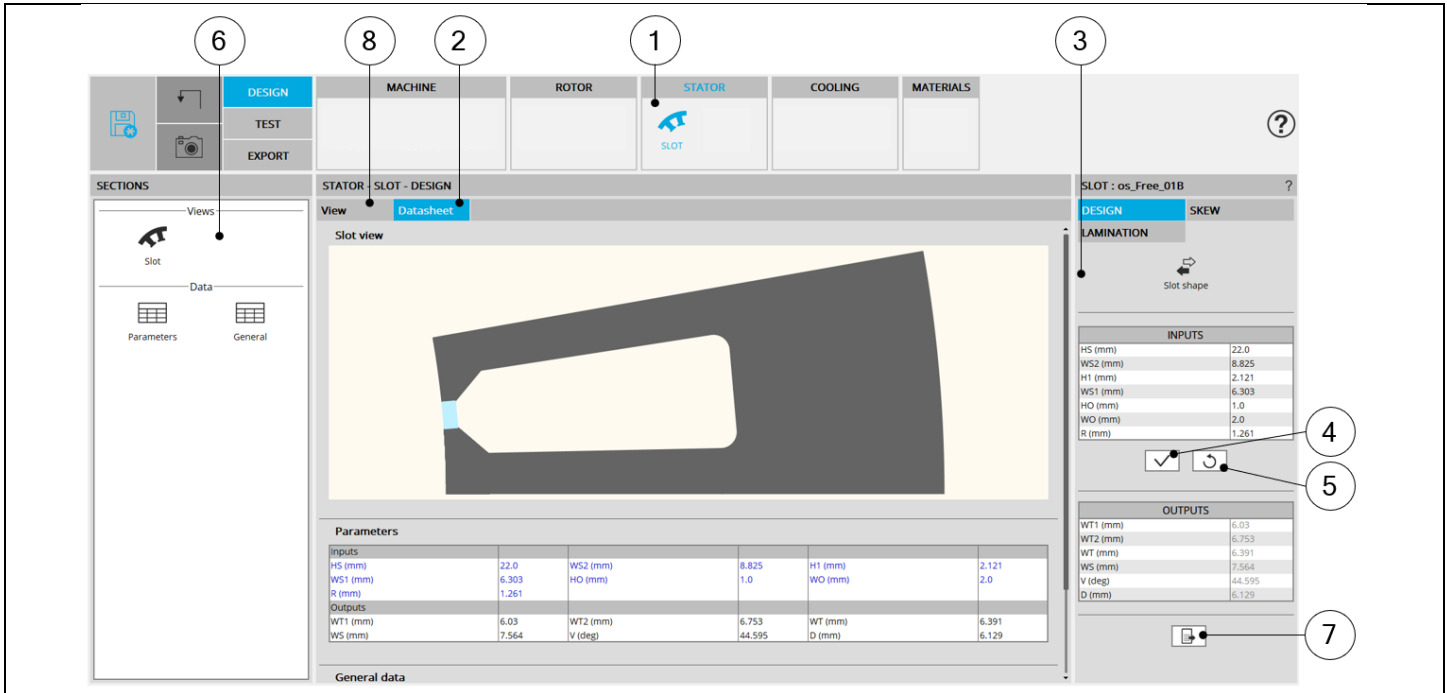 6 8 2 1 3
MACHINE ROTOR STATOR COOLING MATERIALS
DESIGN
TEST
EXPORT
SLOT
?
SECTIONS
Views
Slot
Data
Parameters General
STATOR - SLOT - DESIGN
View Datasheet
Slot view
Parameters
Inputs
HS (mm) 22.0 WS2 (mm) 8.825 H1 (mm) 2.121
WS1 (mm) 6.303 HO (mm) 1.0 WO (mm) 2.0
R (mm) 1.261
Outputs
WT1 (mm) 6.03 WT2 (mm) 6.753 WT (mm) 6.391
WS (mm) 7.564 V (deg) 44.595 D (mm) 6.129
General data
SLOT : os_Free_01B ?
DESIGN SKEW
LAMINATION
Slot shape
INPUTS
HS (mm) 22.0
WS2 (mm) 8.825
H1 (mm) 2.121
WS1 (mm) 6.303
HO (mm) 1.0
WO (mm) 2.0
R (mm) 1.261
4
5
OUTPUTS
WT1 (mm) 6.03
WT2 (mm) 6.753
WT (mm) 6.391
WS (mm) 7.564
V (deg) 44.595
D (mm) 6.129
7